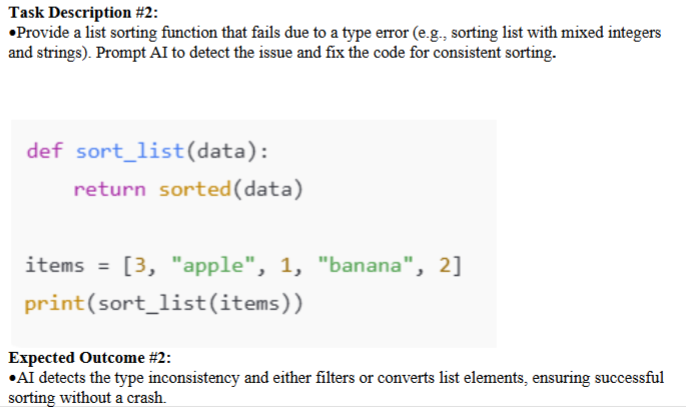 Task Description #2:
•Provide a list sorting function that fails due to a type error (e.g., sorting list with mixed integers
and strings). Prompt AI to detect the issue and fix the code for consistent sorting.
def sort_list(data):
    return sorted(data)
items = [3, "apple", 1, "banana", 2]
print(sort_list(items))
Expected Outcome #2:
•AI detects the type inconsistency and either filters or converts list elements, ensuring successful
sorting without a crash.